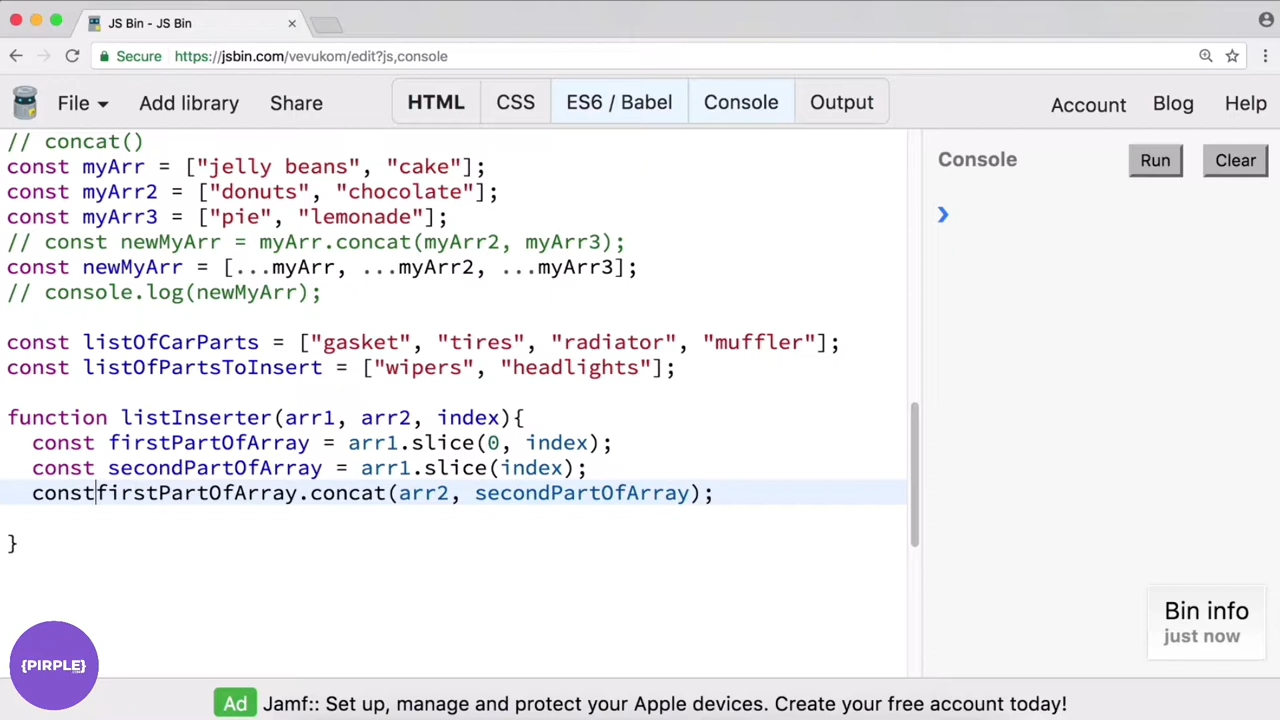 JS Bin - JS Bin
Secure https://jsbin.com/vevukom/edit?js,console
File Add library Share HTML CSS ES6 / Babel Console Output Account Blog Help
// concat()
const myArr = ["jelly beans", "cake"];
const myArr2 = ["donuts", "chocolate"];
const myArr3 = ["pie", "lemonade"];
// const newMyArr = myArr.concat(myArr2, myArr3);
const newMyArr = [...myArr, ...myArr2, ...myArr3];
// console.log(newMyArr);
const listOfCarParts = ["gasket", "tires", "radiator", "muffler"];
const listOfPartsToInsert = ["wipers", "headlights"];
function listInserter(arr1, arr2, index){
const firstPartOfArray = arr1.slice(0, index);
const secondPartOfArray = arr1.slice(index);
constfirstPartOfArray.concat(arr2, secondPartOfArray);
}
Console Run Clear
Bin info
just now
{PIRPLE}
Ad Jamf:: Set up, manage and protect your Apple devices. Create your free account today!